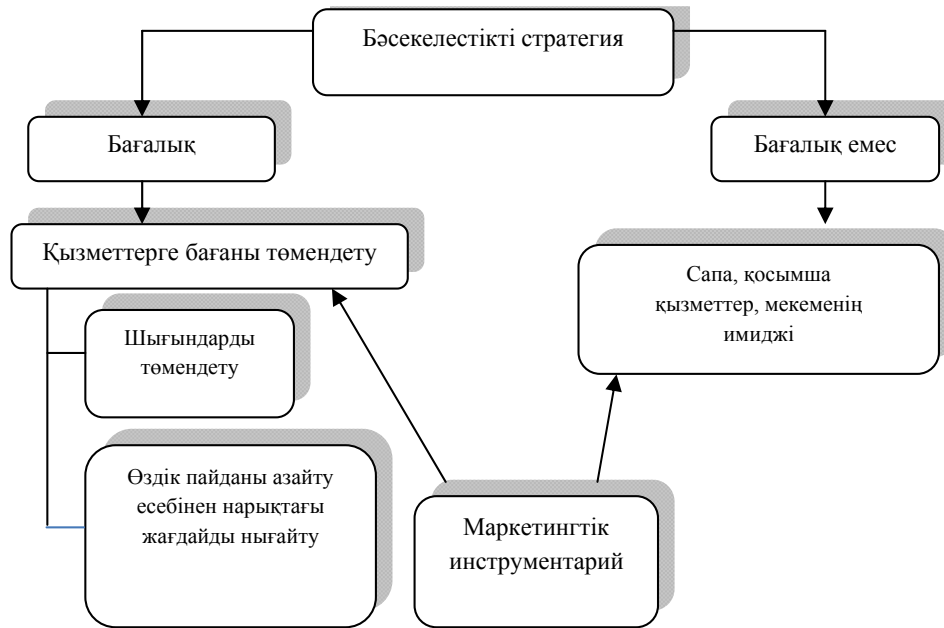 Бәсекелестікті стратегия
Бағалық
Бағалық емес
Қызметтерге бағаны төмендету
Сапа, қосымша
қызметтер, мекеменің
имиджі
Шығындарды
төмендету
Өздік пайданы азайту
есебінен нарықтағы
жағдайды нығайту
Маркетингтік
инструментарий